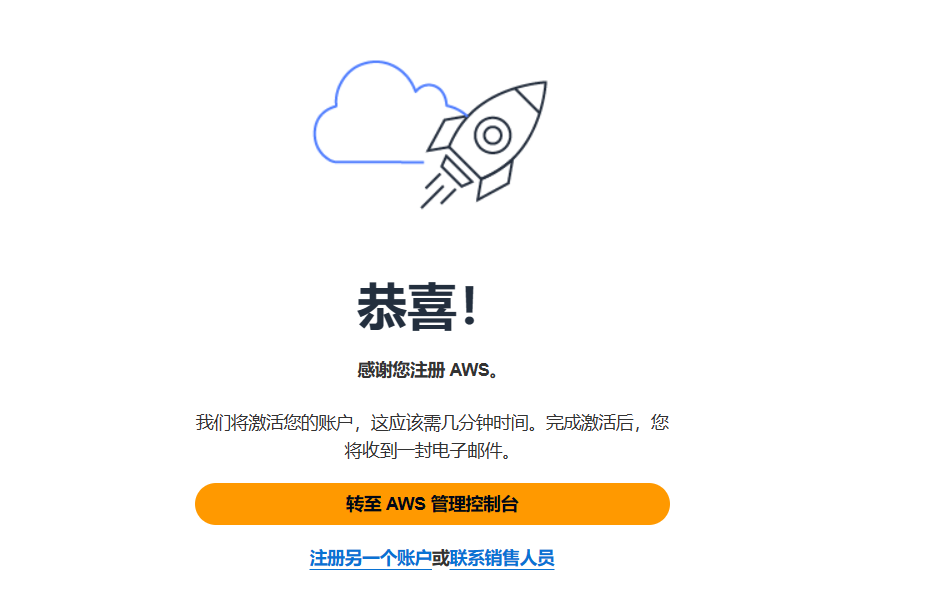 恭喜！
感谢您注册 AWS。
我们将激活您的账户，这应该需几分钟时间。完成激活后，您
将收到一封电子邮件。
转至 AWS 管理控制台
注册另一个账户或联系销售人员